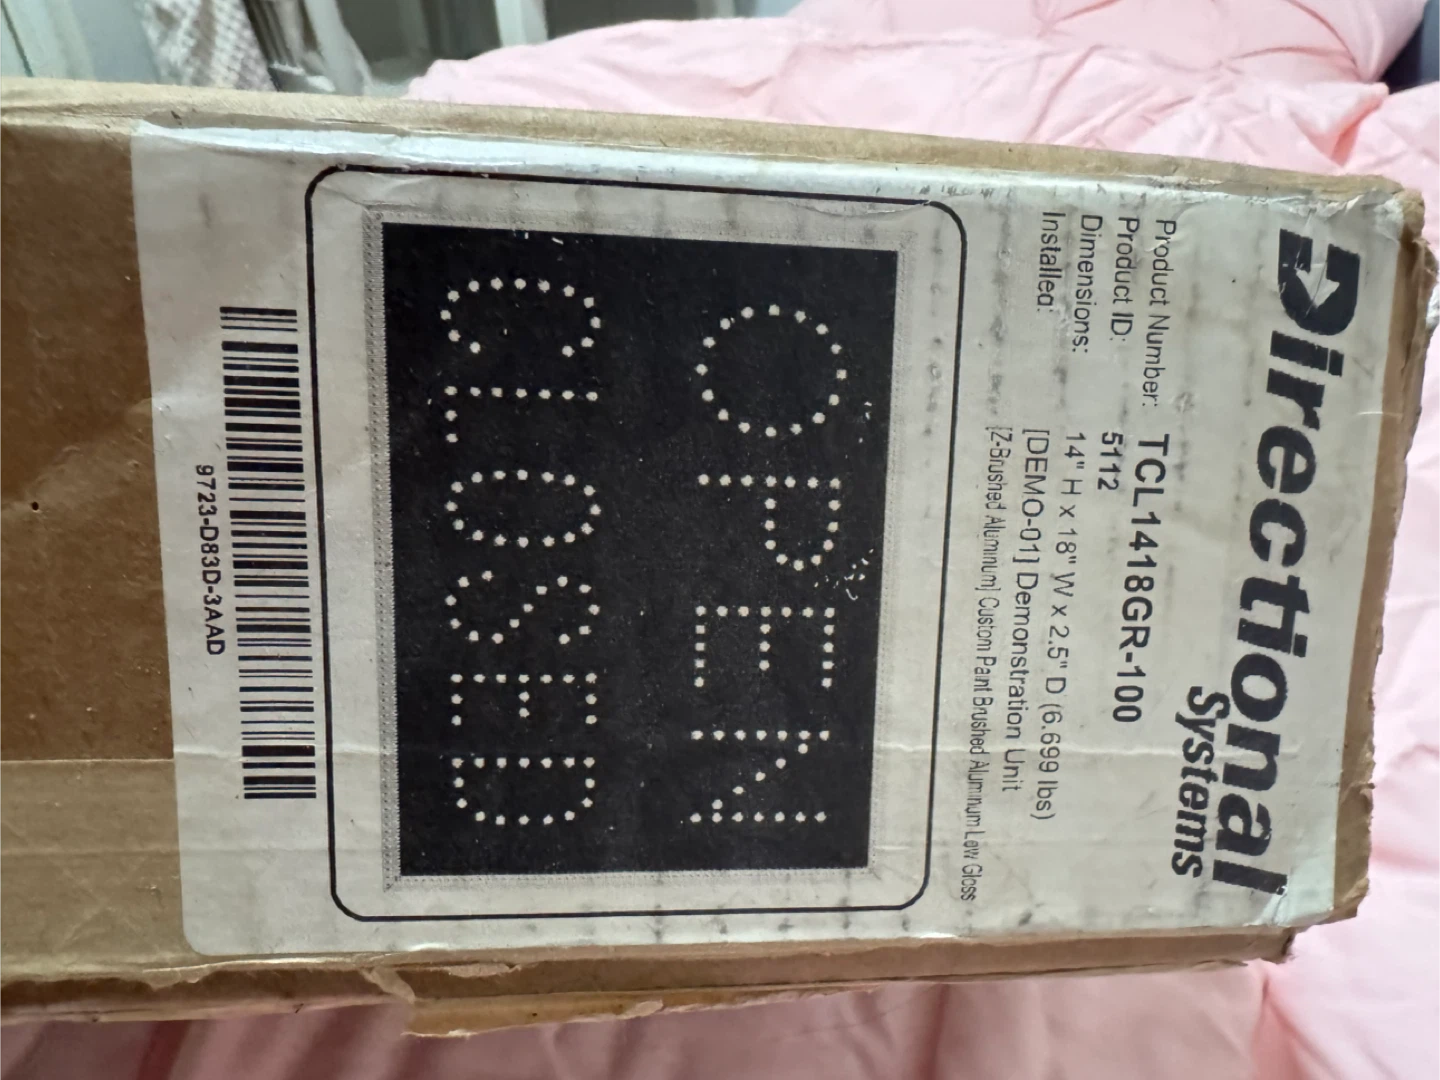 Directional
Systems
Product Number: TCL1418GR-100
Product ID: 5112
Dimensions: 14" H x 18" W x 2.5" D (6.699 lbs)
Installed: [DEMO-01] Demonstration Unit
[Z-Brushed Aluminum] Custom Paint Brushed Aluminum Low Gloss
OPEN
CLOSED
9723-D83D-3AAD